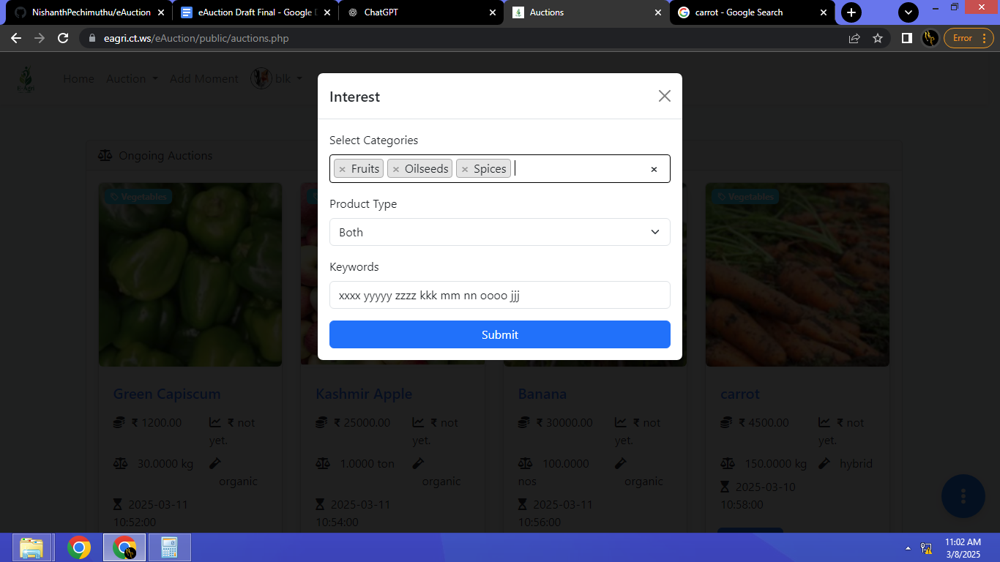 NishanthPechimuthu/eAuction
eAuction Draft Final - Google D
ChatGPT
Auctions
carrot - Google Search
eagri.ct.ws/eAuction/public/auctions.php
Error
E-Agri
Home
Auction
Add Moment
blk
Interest
Select Categories
× Fruits × Oilseeds × Spices ×
Product Type
Both
Keywords
xxxx yyyyy zzzz kkk mm nn oooo jjj
Submit
Ongoing Auctions
Vegetables
Vegetables
Green Capiscum
₹ 1200.00
₹ not
yet.
30.0000 kg
organic
2025-03-11
10:52:00
Kashmir Apple
₹ 25000.00
₹ not
yet.
1.0000 ton
organic
2025-03-11
10:54:00
Banana
₹ 30000.00
₹ not
yet.
100.0000
nos
organic
2025-03-11
10:56:00
carrot
₹ 4500.00
₹ not
yet.
150.0000 kg
hybrid
2025-03-10
10:58:00
11:02 AM
3/8/2025